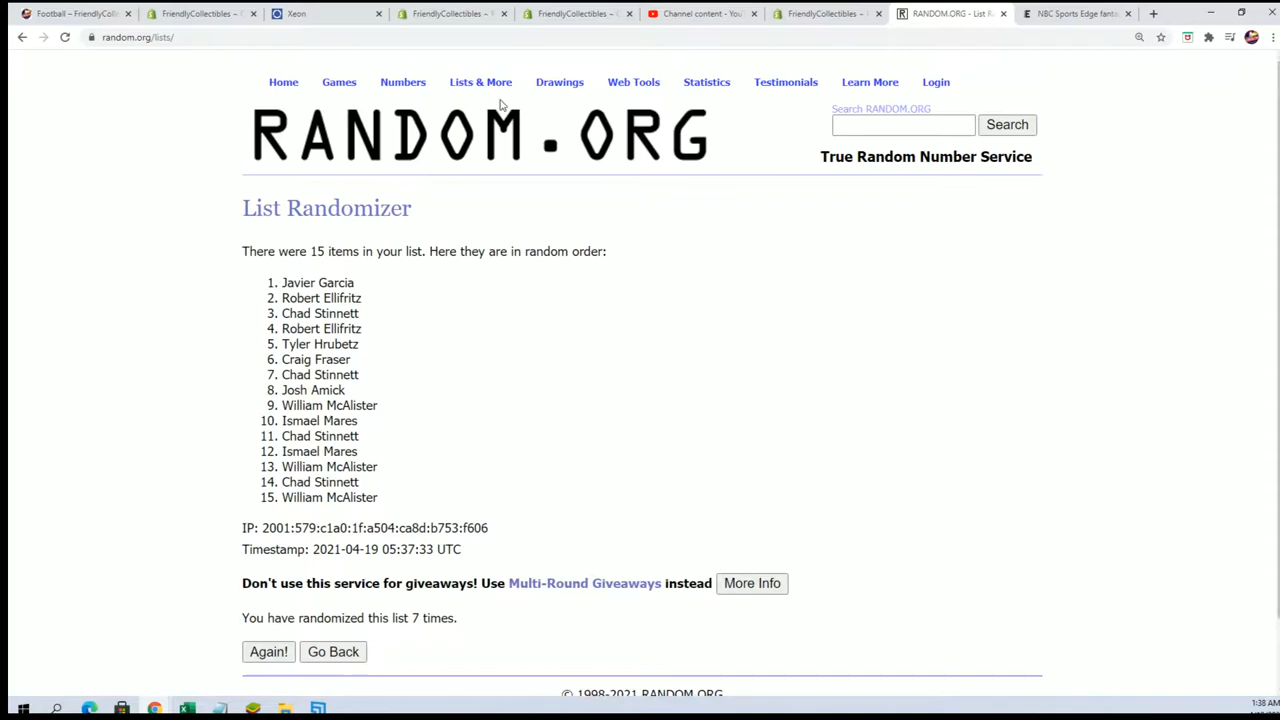 Football – FriendlyColle
FriendlyCollectibles ~ C
Xeon
FriendlyCollectibles ~
FriendlyCollectibles ~ C
Channel content - YouT
FriendlyCollectibles ~
RANDOM.ORG - List R
NBC Sports Edge fanta
random.org/lists/
Home Games Numbers Lists & More Drawings Web Tools Statistics Testimonials Learn More Login
RANDOM.ORG
Search RANDOM.ORG
Search
True Random Number Service
List Randomizer
There were 15 items in your list. Here they are in random order:
1. Javier Garcia
2. Robert Ellifritz
3. Chad Stinnett
4. Robert Ellifritz
5. Tyler Hrubetz
6. Craig Fraser
7. Chad Stinnett
8. Josh Amick
9. William McAlister
10. Ismael Mares
11. Chad Stinnett
12. Ismael Mares
13. William McAlister
14. Chad Stinnett
15. William McAlister
IP: 2001:579:c1a0:1f:a504:ca8d:b753:f606
Timestamp: 2021-04-19 05:37:33 UTC
Don't use this service for giveaways! Use Multi-Round Giveaways instead More Info
You have randomized this list 7 times.
Again! Go Back
© 1998-2021 RANDOM.ORG
1:38 AM